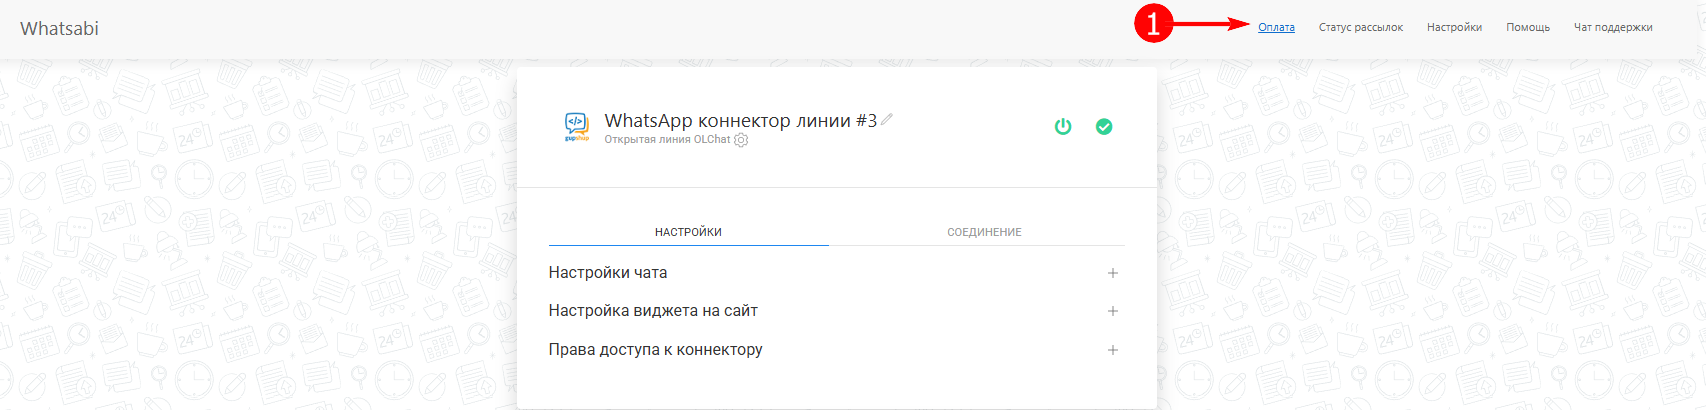 Whatsabi
1
Оплата
Статус рассылок
Настройки
Помощь
Чат поддержки
gupshup
WhatsApp коннектор линии #3
Открытая линия OLChat
НАСТРОЙКИ
СОЕДИНЕНИЕ
Настройки чата
Настройка виджета на сайт
Права доступа к коннектору